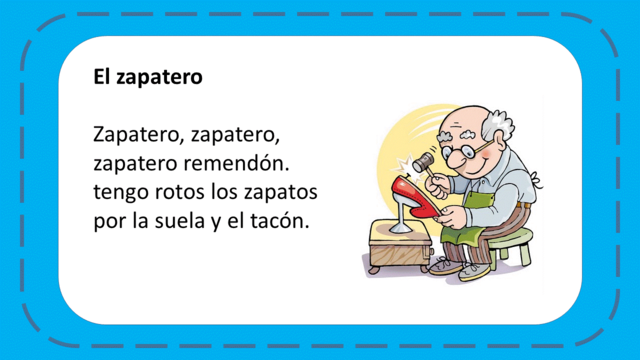 El zapatero
Zapatero, zapatero,
zapatero remendón.
tengo rotos los zapatos
por la suela y el tacón.